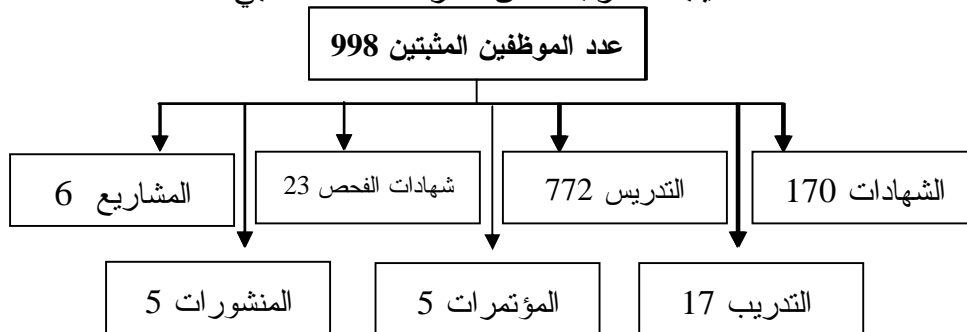 عدد الموظفين المثبتين 998
الشهادات 170
التدريس 772
شهادات الفحص 23
المشاريع 6
التدريب 17
المؤتمرات 5
المنشورات 5